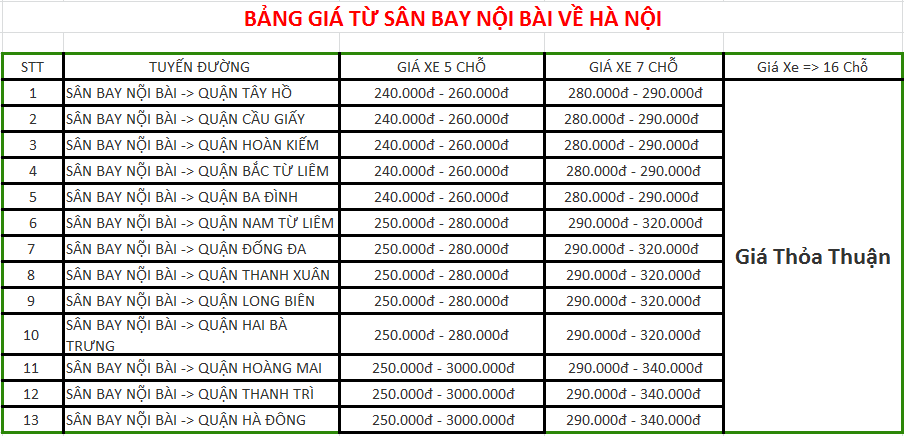 BẢNG GIÁ TỪ SÂN BAY NỘI BÀI VỀ HÀ NỘI
STT TUYẾN ĐƯỜNG GIÁ XE 5 CHỖ GIÁ XE 7 CHỖ Giá Xe => 16 Chỗ
1 SÂN BAY NỘI BÀI -> QUẬN TÂY HỒ 240.000đ - 260.000đ 280.000đ - 290.000đ
2 SÂN BAY NỘI BÀI -> QUẬN CẦU GIẤY 240.000đ - 260.000đ 280.000đ - 290.000đ
3 SÂN BAY NỘI BÀI -> QUẬN HOÀN KIẾM 240.000đ - 260.000đ 280.000đ - 290.000đ
4 SÂN BAY NỘI BÀI -> QUẬN BẮC TỪ LIÊM 240.000đ - 260.000đ 280.000đ - 290.000đ
5 SÂN BAY NỘI BÀI -> QUẬN BA ĐÌNH 240.000đ - 260.000đ 280.000đ - 290.000đ
6 SÂN BAY NỘI BÀI -> QUẬN NAM TỪ LIÊM 250.000đ - 280.000đ 290.000đ - 320.000đ
7 SÂN BAY NỘI BÀI -> QUẬN ĐỐNG ĐA 250.000đ - 280.000đ 290.000đ - 320.000đ
Giá Thỏa Thuận
8 SÂN BAY NỘI BÀI -> QUẬN THANH XUÂN 250.000đ - 280.000đ 290.000đ - 320.000đ
9 SÂN BAY NỘI BÀI -> QUẬN LONG BIÊN 250.000đ - 280.000đ 290.000đ - 320.000đ
10 SÂN BAY NỘI BÀI -> QUẬN HAI BÀ
TRƯNG 250.000đ - 280.000đ 290.000đ - 320.000đ
11 SÂN BAY NỘI BÀI -> QUẬN HOÀNG MAI 250.000đ - 3000.000đ 290.000đ - 340.000đ
12 SÂN BAY NỘI BÀI -> QUẬN THANH TRÌ 250.000đ - 3000.000đ 290.000đ - 340.000đ
13 SÂN BAY NỘI BÀI -> QUẬN HÀ ĐÔNG 250.000đ - 3000.000đ 290.000đ - 340.000đ